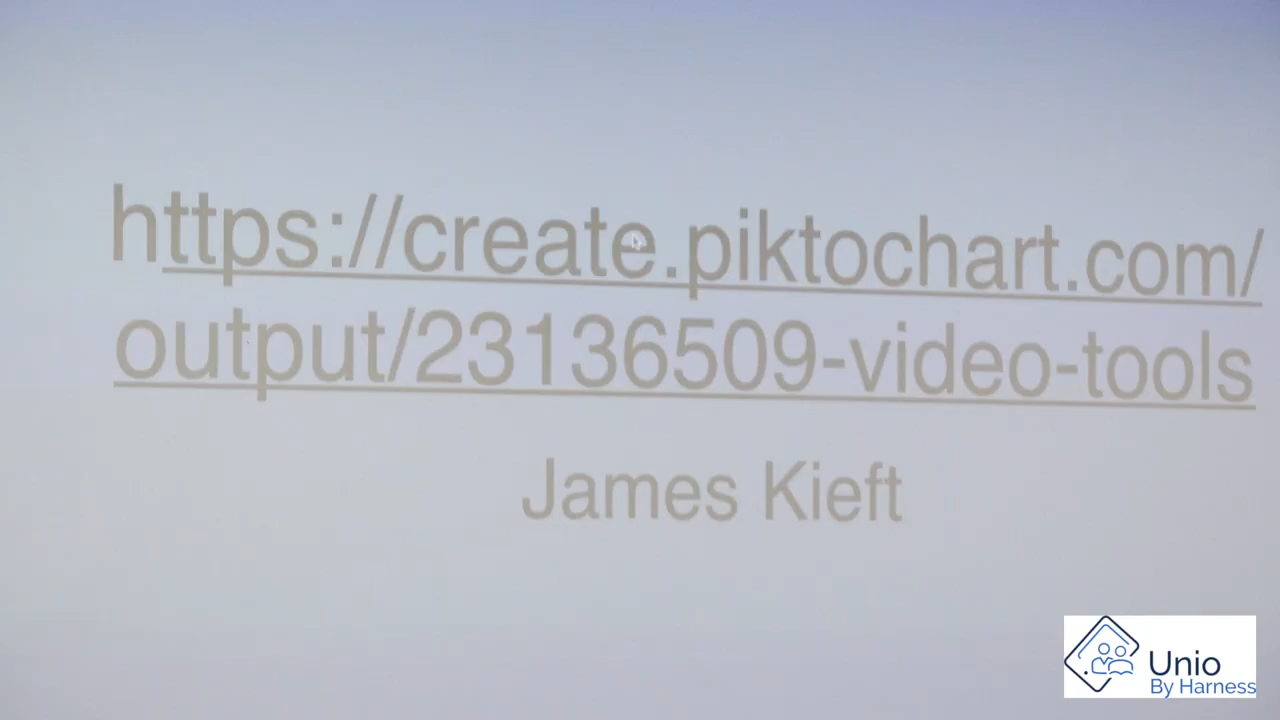 https://create.piktochart.com/
output/23136509-video-tools
James Kieft
Unio
By Harness